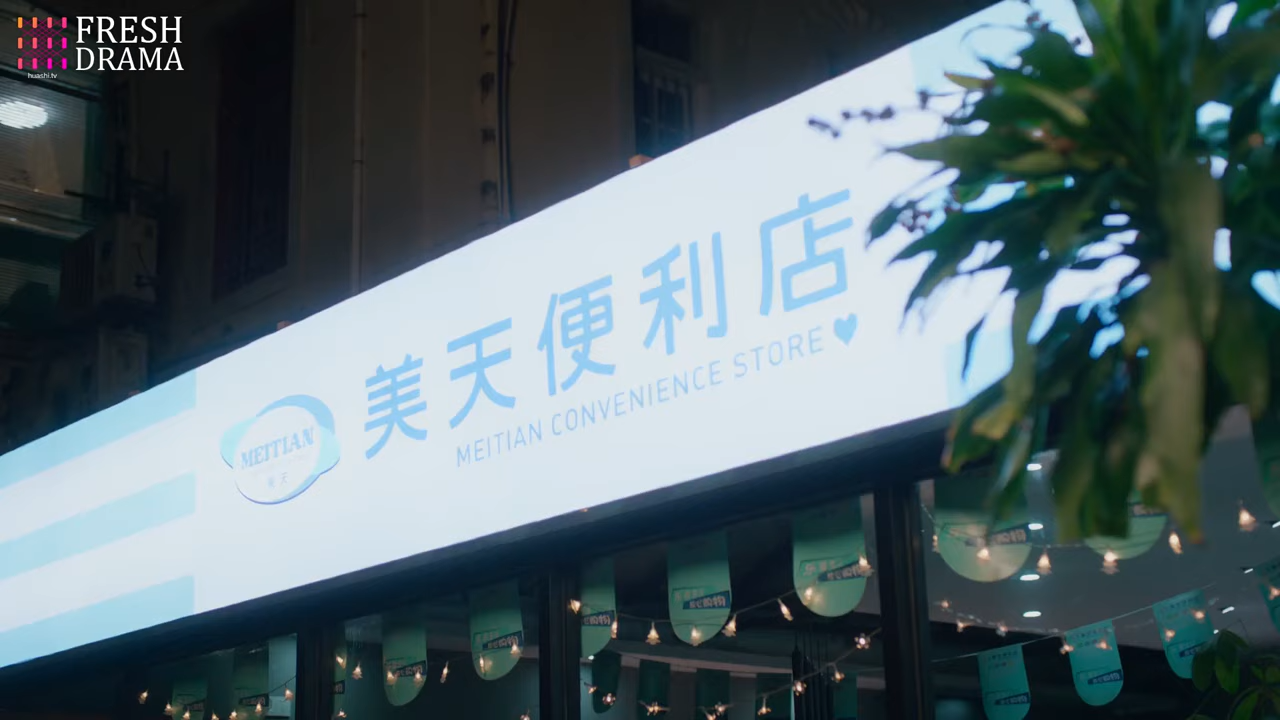 FRESH
DRAMA
huashi.tv
美天便利店
MEITIAN CONVENIENCE STORE
MEITIAN
美天